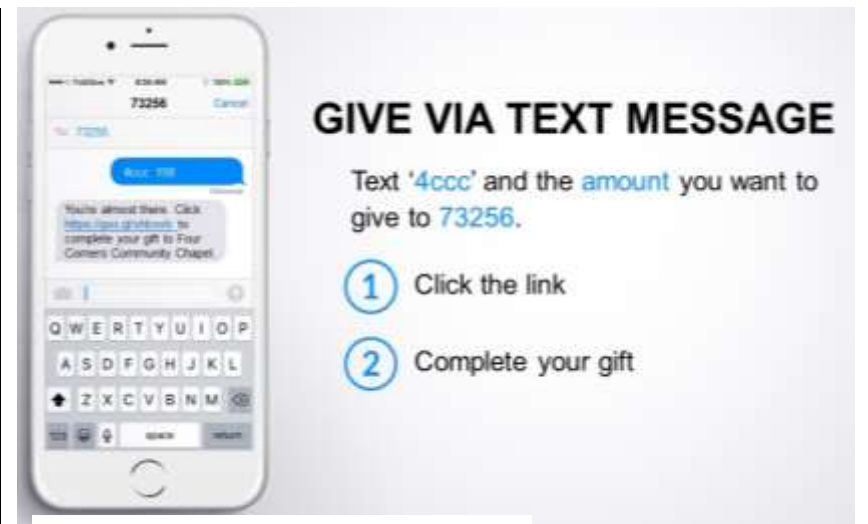 73256
Cancel
To: 73256
4ccc
You're almost there. Click
to
complete your gift to Four
Corners Community Chapel
Q W E R T Y U I O P
A S D F G H J K L
Z X C V B N M
space
return
GIVE VIA TEXT MESSAGE
Text ‘4ccc’ and the amount you want to
give to 73256.
1 Click the link
2 Complete your gift